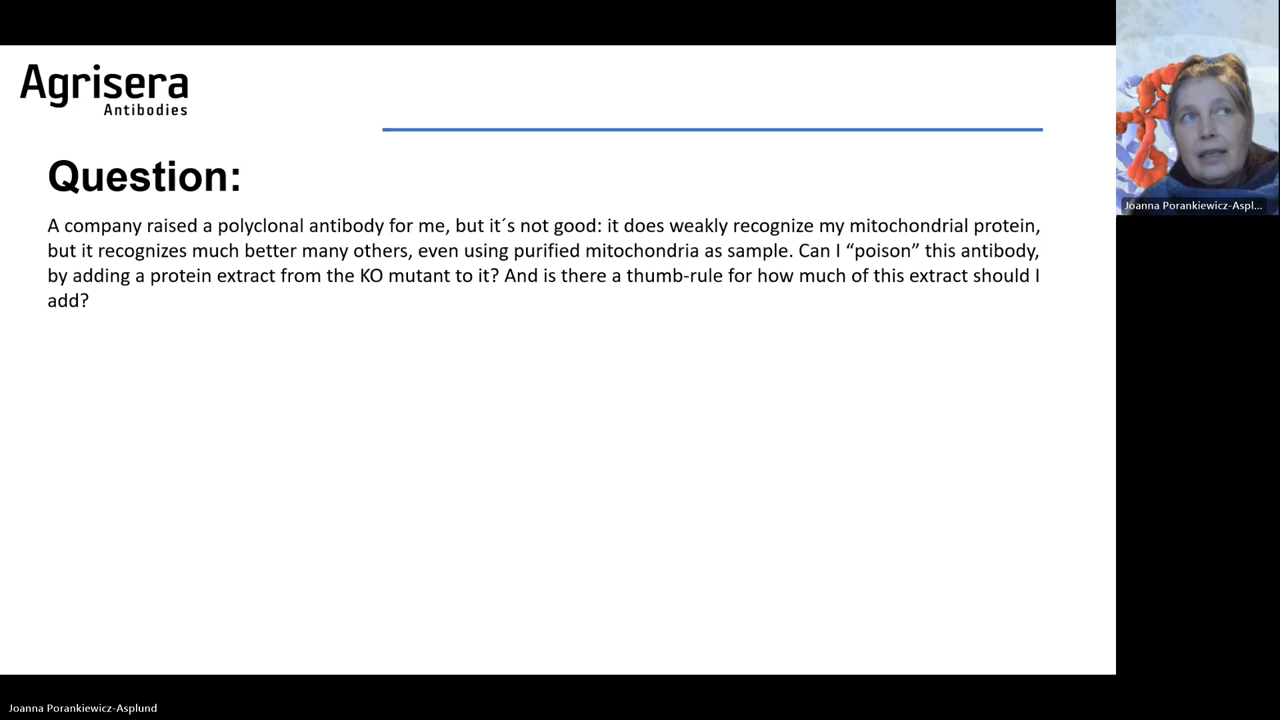 Agrisera
Antibodies
Question:
A company raised a polyclonal antibody for me, but it´s not good: it does weakly recognize my mitochondrial protein,
but it recognizes much better many others, even using purified mitochondria as sample. Can I “poison” this antibody,
by adding a protein extract from the KO mutant to it? And is there a thumb-rule for how much of this extract should I
add?
Joanna Porankiewicz-Aspl...
Joanna Porankiewicz-Asplund